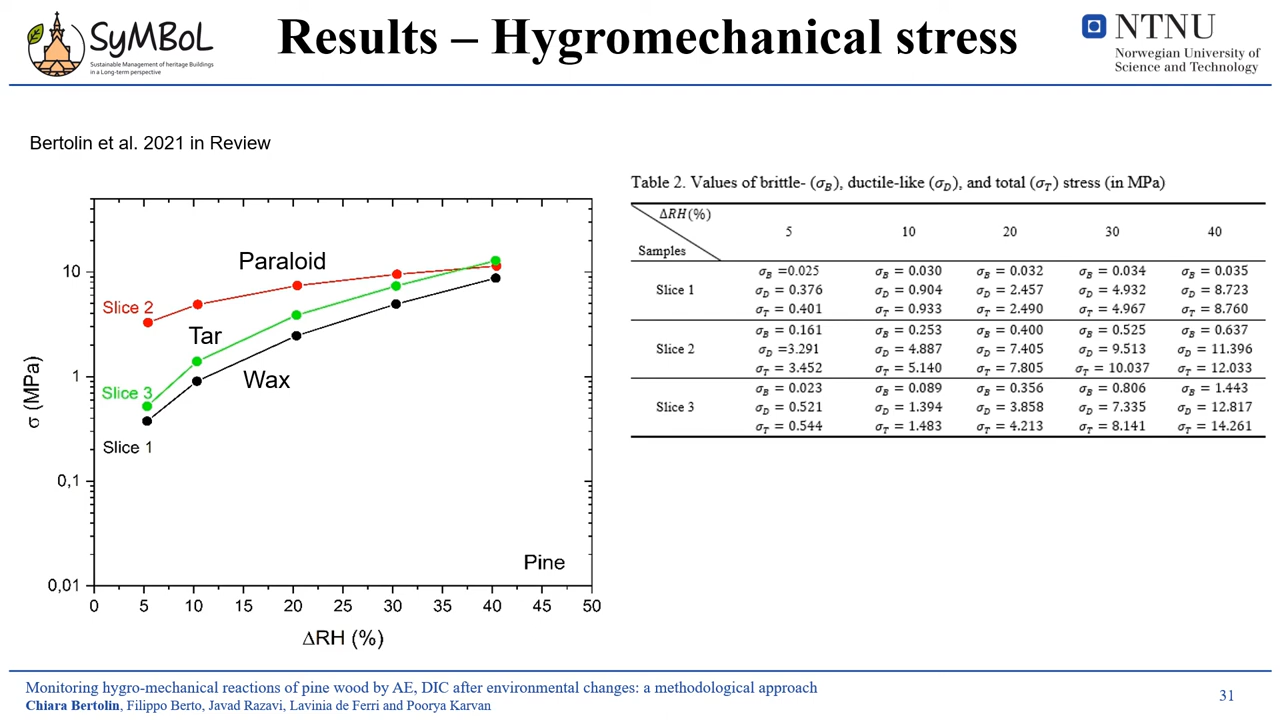 SyMBoL
Sustainable Management of heritage Buildings
in a Long-term perspective
Results – Hygromechanical stress
NTNU
Norwegian University of
Science and Technology
Bertolin et al. 2021 in Review
σ (MPa)
10
1
0,1
0,01
Paraloid
Slice 2
Tar
Slice 3
Wax
Slice 1
Pine
0 5 10 15 20 25 30 35 40 45 50
ΔRH (%)
Table 2. Values of brittle- (σB), ductile-like (σD), and total (σT) stress (in MPa)
ΔRH(%)
Samples
5 10 20 30 40
σB =0.025 σB = 0.030 σB = 0.032 σB = 0.034 σB = 0.035
Slice 1 σD = 0.376 σD = 0.904 σD = 2.457 σD = 4.932 σD = 8.723
σT = 0.401 σT = 0.933 σT = 2.490 σT = 4.967 σT = 8.760
σB = 0.161 σB = 0.253 σB = 0.400 σB = 0.525 σB = 0.637
Slice 2 σD =3.291 σD = 4.887 σD = 7.405 σD = 9.513 σD = 11.396
σT = 3.452 σT = 5.140 σT = 7.805 σT = 10.037 σT = 12.033
σB = 0.023 σB = 0.089 σB = 0.356 σB = 0.806 σB = 1.443
Slice 3 σD = 0.521 σD = 1.394 σD = 3.858 σD = 7.335 σD = 12.817
σT = 0.544 σT = 1.483 σT = 4.213 σT = 8.141 σT = 14.261
Monitoring hygro-mechanical reactions of pine wood by AE, DIC after environmental changes: a methodological approach
Chiara Bertolin, Filippo Berto, Javad Razavi, Lavinia de Ferri and Poorya Karvan
31